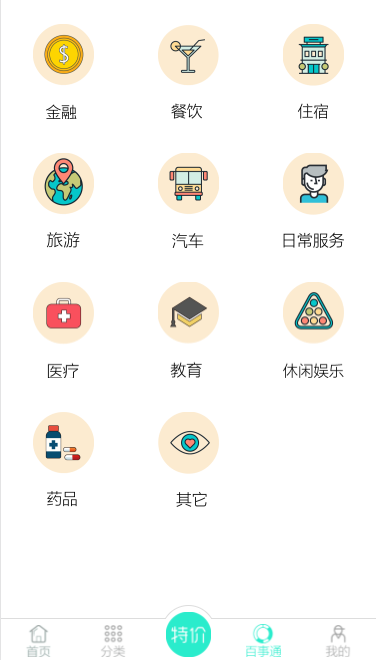 金融 餐饮 住宿
旅游 汽车 日常服务
医疗 教育 休闲娱乐
药品 其它
首页 分类 特价 百事通 我的